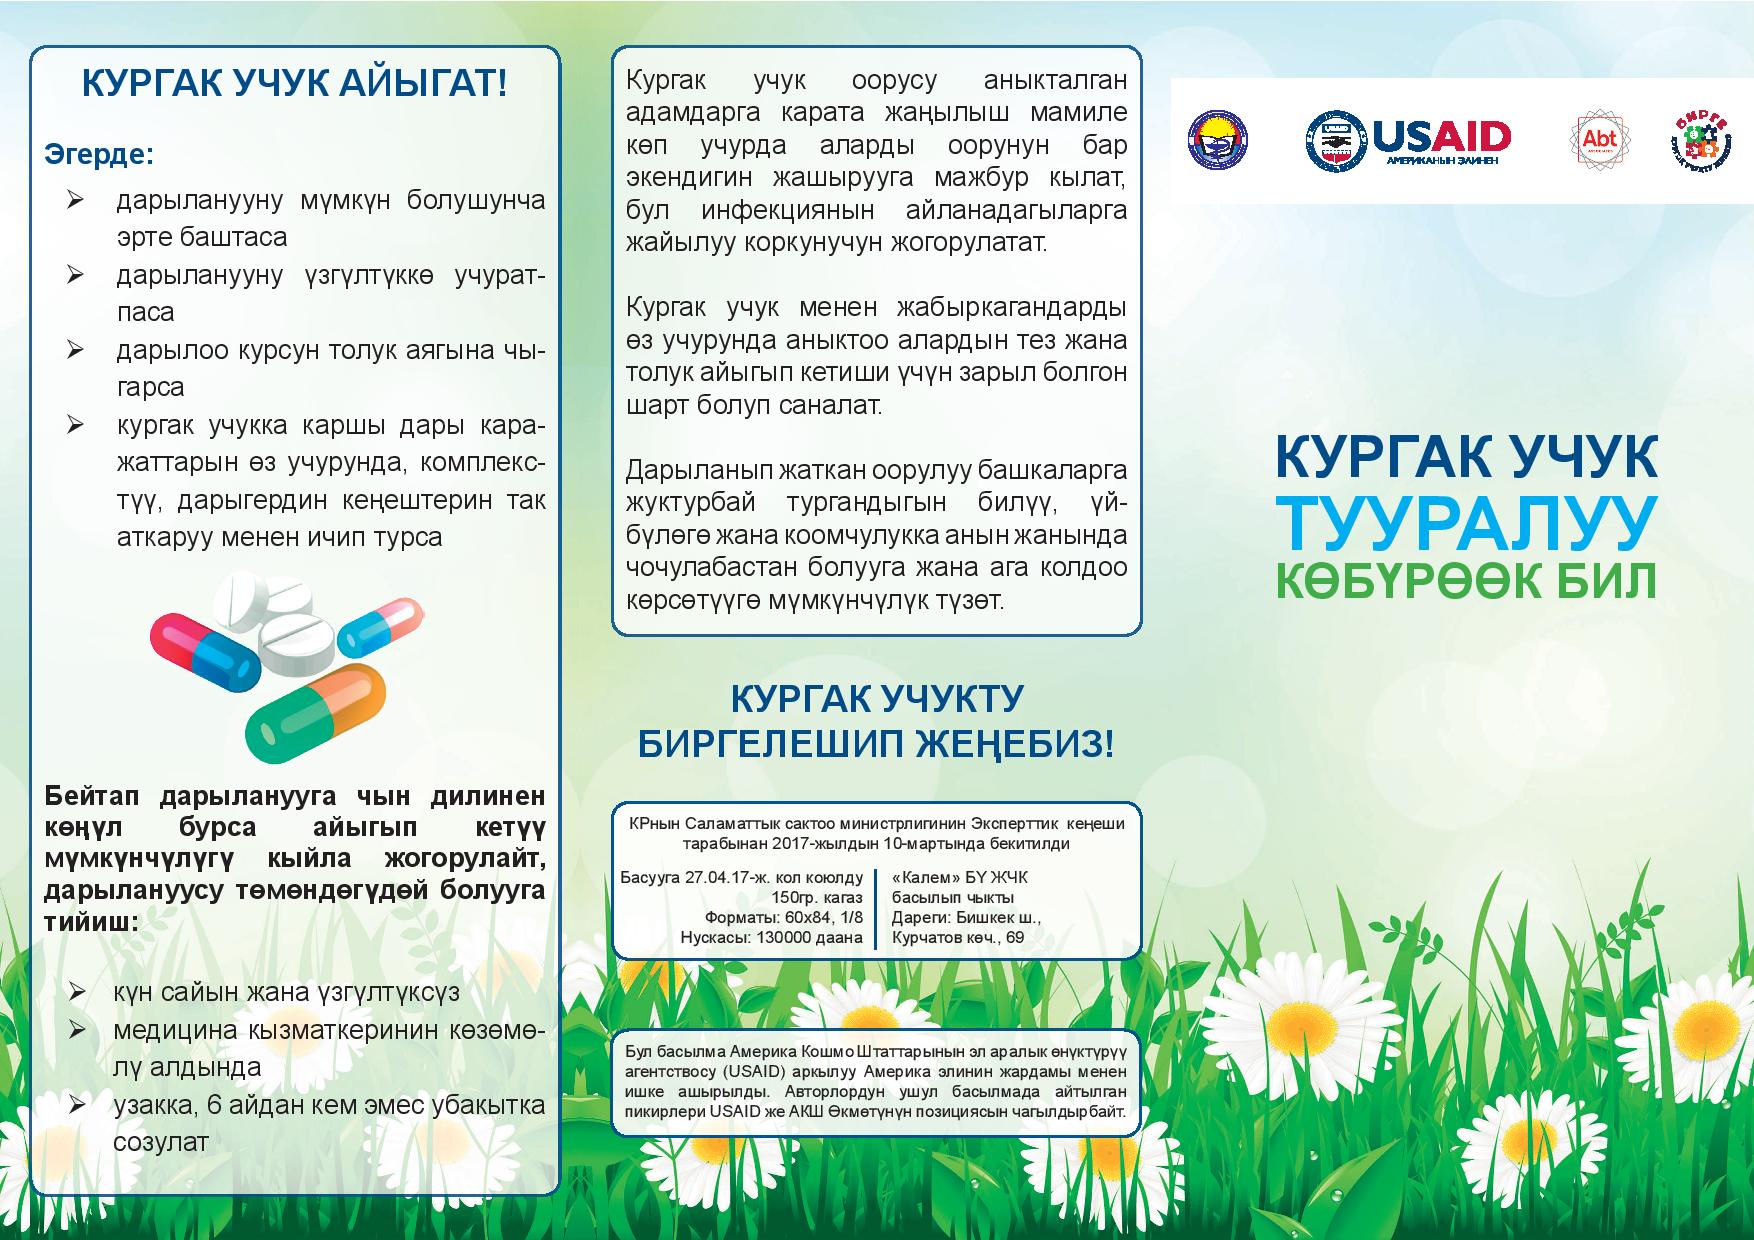 КУРГАК УЧУК АЙЫГАТ!
Эгерде:
дарыланууну мүмкүн болушунча
эрте баштаса
дарыланууну үзгүлтүккө учурат-
паса
дарылоо курсун толук аягына чы-
гарса
кургак учукка каршы дары кара-
жаттарын өз учурунда, комплекс-
түү, дарыгердин кеңештерин так
аткаруу менен ичип турса
Бейтап дарыланууга чын дилинен
көңүл бурса айыгып кетүү
мүмкүнчүлүгү кыйла жогорулайт,
дарылануусу төмөндөгүдөй болууга
тийиш:
күн сайын жана үзгүлтүксүз
медицина кызматкеринин көзөмө-
лү алдында
узакка, 6 айдан кем эмес убакытка
созулат
Кургак учук оорусу аныкталган
адамдарга карата жаңылыш мамиле
көп учурда аларды оорунун бар
экендигин жашырууга мажбур кылат,
бул инфекциянын айланадагыларга
жайылуу коркунучун жогорулатат.
Кургак учук менен жабыркагандарды
өз учурунда аныктоо алардын тез жана
толук айыгып кетиши үчүн зарыл болгон
шарт болуп саналат.
Дарыланып жаткан оорулуу башкаларга
жуктурбай тургандыгын билүү, үй-
бүлөгө жана коомчулукка анын жанында
чочулабастан болууга жана ага колдоо
көрсөтүүгө мүмкүнчүлүк түзөт.
КУРГАК УЧУКТУ
БИРГЕЛЕШИП ЖЕҢЕБИЗ!
КРнын Саламаттык сактоо министрлигинин Эксперттик кеңеши
тарабынан 2017-жылдын 10-мартында бекитилди
Басууга 27.04.17-ж. кол коюлду
150гр. кагаз
Форматы: 60x84, 1/8
Нускасы: 130000 даана
«Калем» БҮ ЖЧК
басылып чыкты
Дареги: Бишкек ш.,
Курчатов көч., 69
Бул басылма Америка Кошмо Штаттарынын эл аралык өнүктүрүү
агентствосу (USAID) аркылуу Америка элинин жардамы менен
ишке ашырылды. Авторлордун ушул басылмада айтылган
пикирлери USAID же АКШ Өкмөтүнүн позициясын чагылдырбайт.
USAID
АМЕРИКАНЫН ЭЛИНЕН
Abt
ASSOCIATES
БИРГЕ
КУРГАК УЧУК
ТУУРАЛУУ
КӨБҮРӨӨК БИЛ